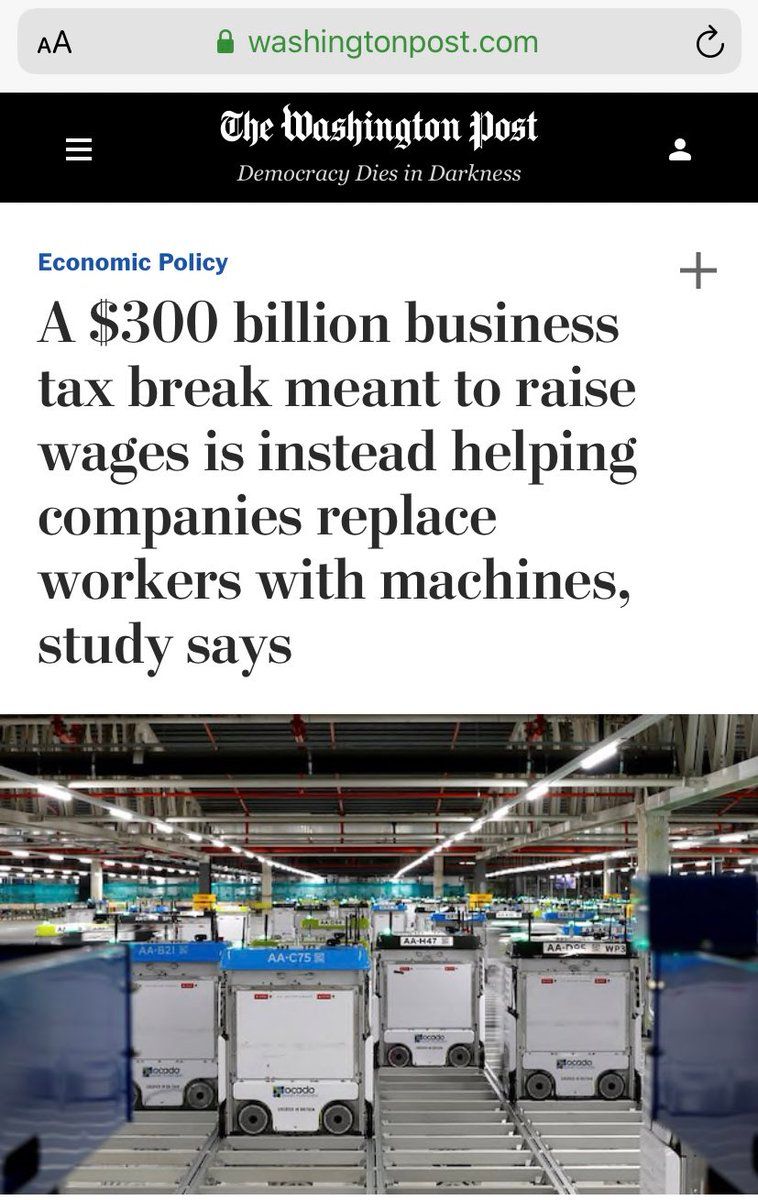 AA washingtonpost.com
The Washington Post
Democracy Dies in Darkness
Economic Policy
A $300 billion business
tax break meant to raise
wages is instead helping
companies replace
workers with machines,
study says
AA-B21
AA-C75
AA-H47
AA-D85 WP3
ocado
ocado
ocado
ocado